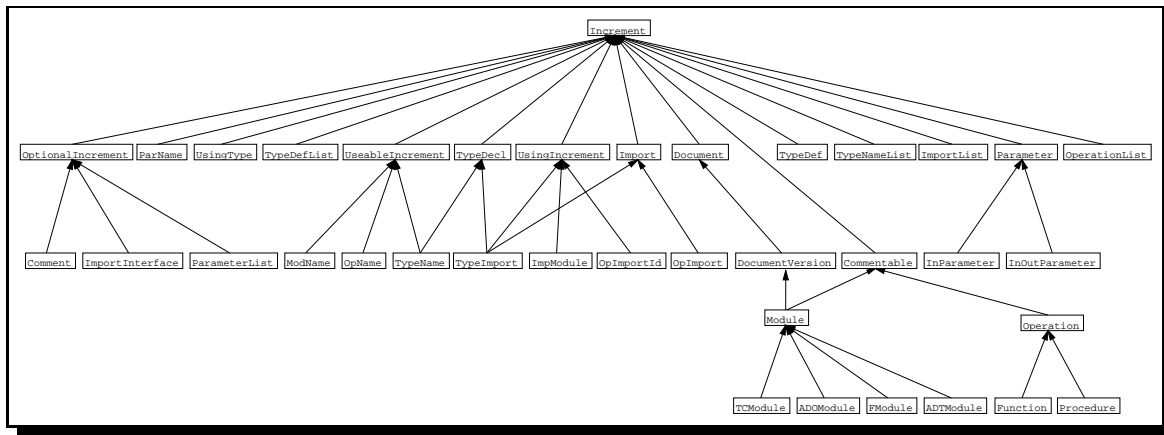 Increment
OptionalIncrement ParName UsingType TypeDefList UseableIncrement TypeDecl UsingIncrement Import Document TypeDef TypeNameList ImportList Parameter OperationList
Comment ImportInterface ParameterList ModName OpName TypeName TypeImport ImpModule OpImportId OpImport DocumentVersion Commentable InParameter InOutParameter
Module Operation
TCModule ADOModule FModule ADTModule Function Procedure